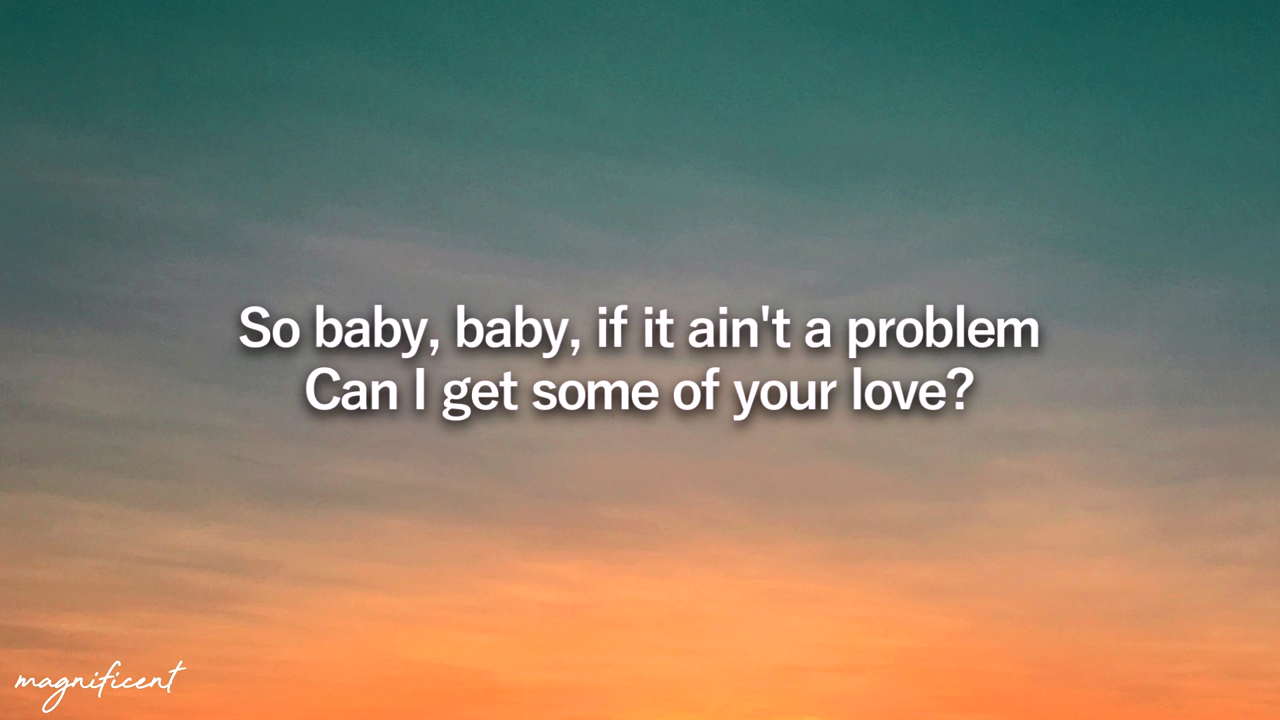 So baby, baby, if it ain't a problem
Can I get some of your love?
magnificent